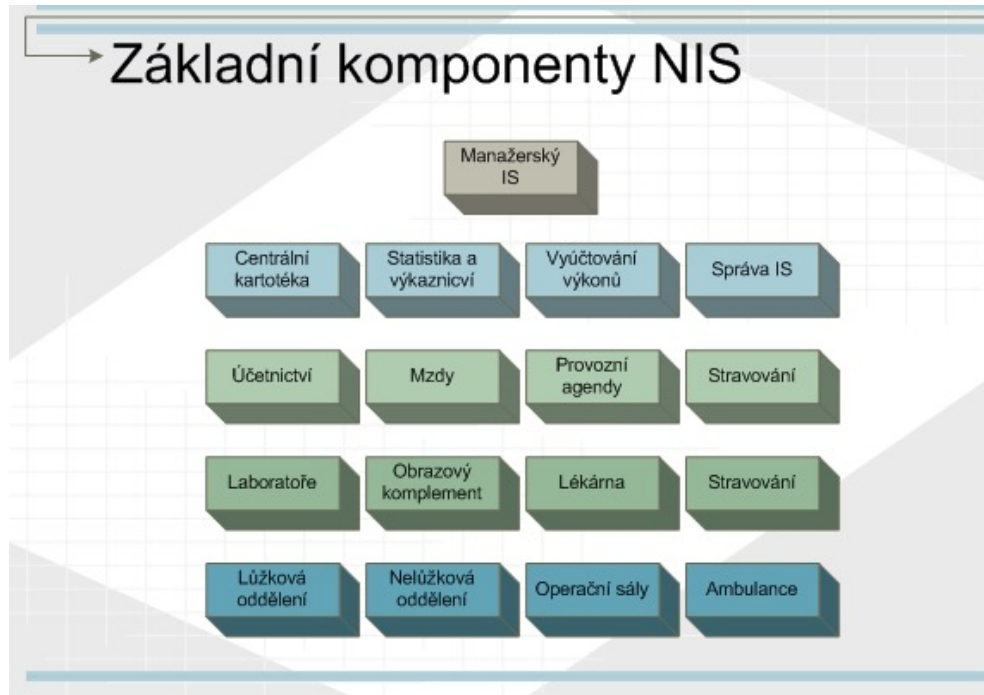 Základní komponenty NIS
Manažerský
IS
Centrální
kartotéka
Statistika a
výkaznicví
Vyúčtování
výkonů
Správa IS
Účetnictví
Mzdy
Provozní
agendy
Stravování
Laboratoře
Obrazový
komplement
Lékárna
Stravování
Lůžková
oddělení
Nelůžková
oddělení
Operační sály
Ambulance